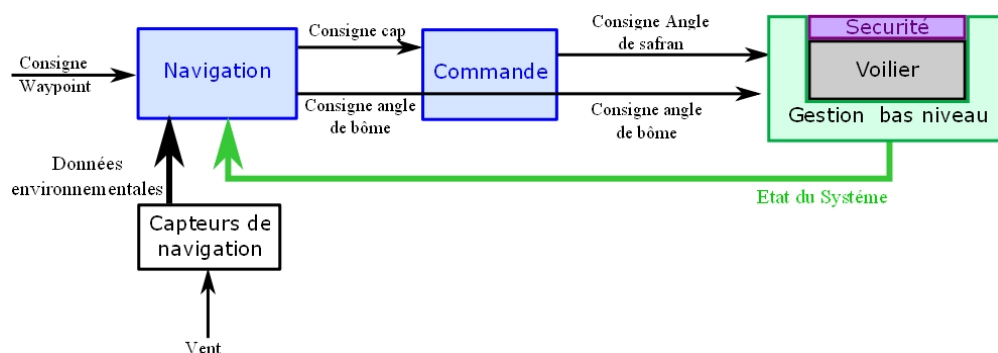 Consigne
Waypoint
Navigation
Consigne cap
Consigne angle
de bôme
Commande
Consigne Angle
de safran
Consigne angle
de bôme
Securité
Voilier
Gestion bas niveau
Etat du Systéme
Données
environnementales
Capteurs de
navigation
Vent